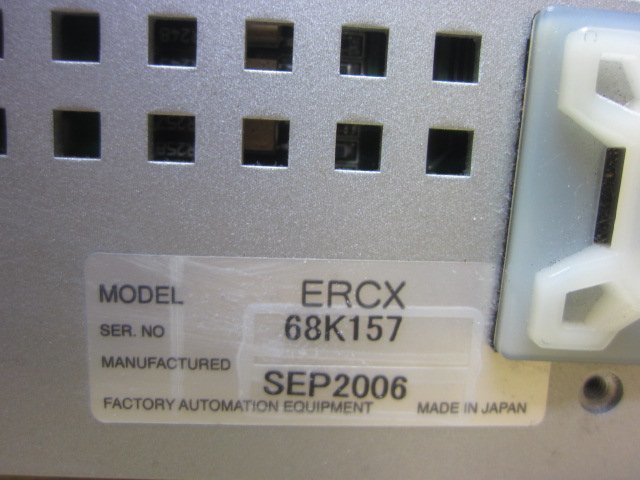 MODEL ERCX
SER. NO 68K157
MANUFACTURED
SEP2006
FACTORY AUTOMATION EQUIPMENT MADE IN JAPAN